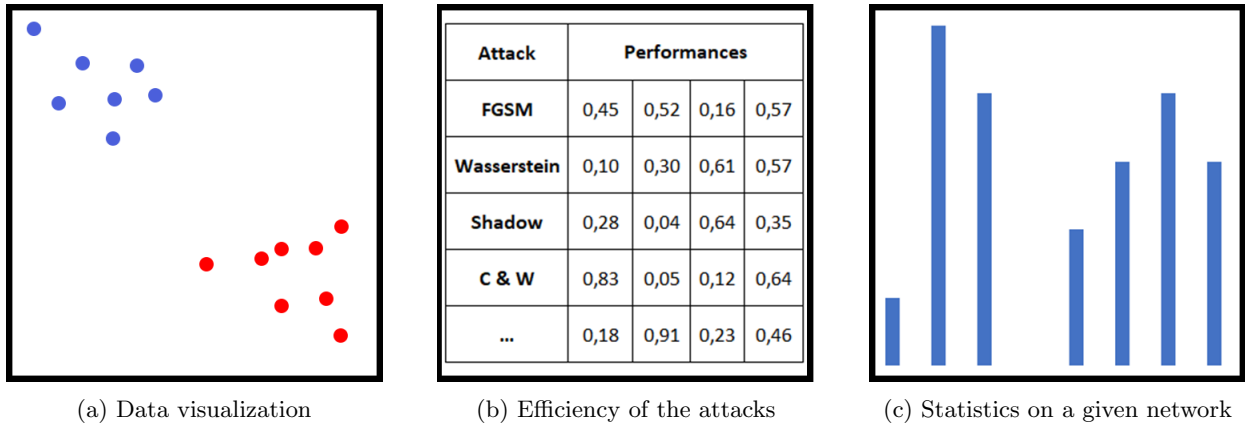 Attack Performances
FGSM 0,45 0,52 0,16 0,57
Wasserstein 0,10 0,30 0,61 0,57
Shadow 0,28 0,04 0,64 0,35
C & W 0,83 0,05 0,12 0,64
... 0,18 0,91 0,23 0,46
(a) Data visualization
(b) Efficiency of the attacks
(c) Statistics on a given network